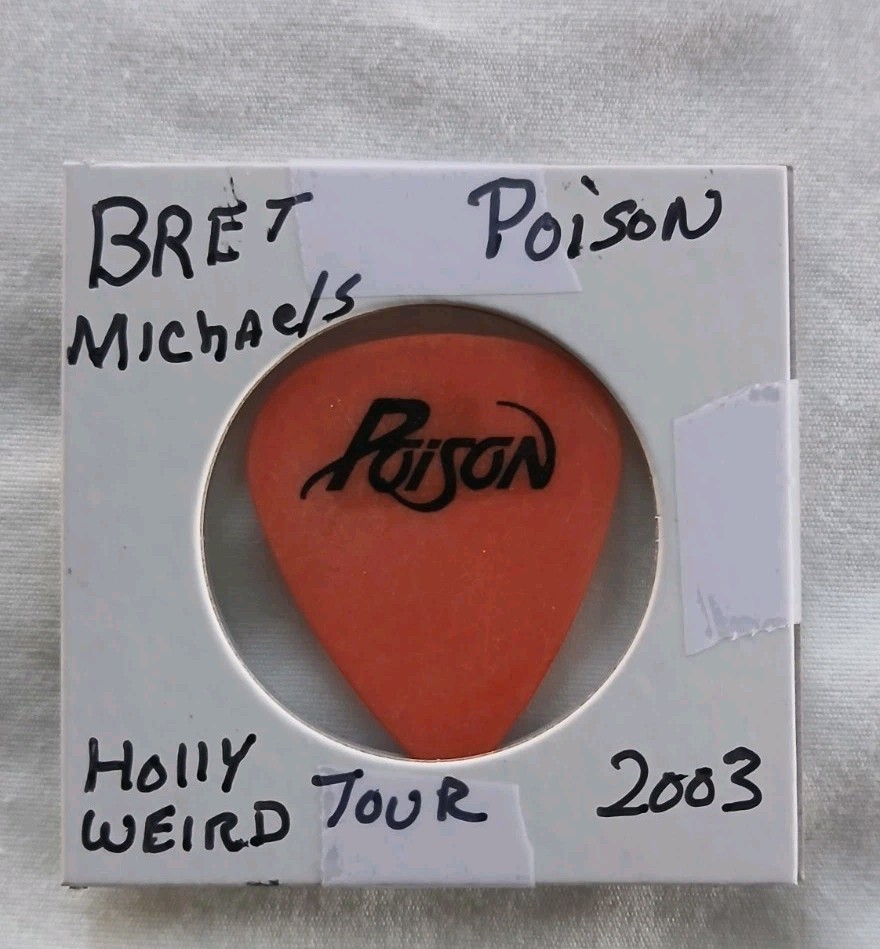 BRET POISON
MIChAels
Poison
Holly
WEIRD TOUR 2003